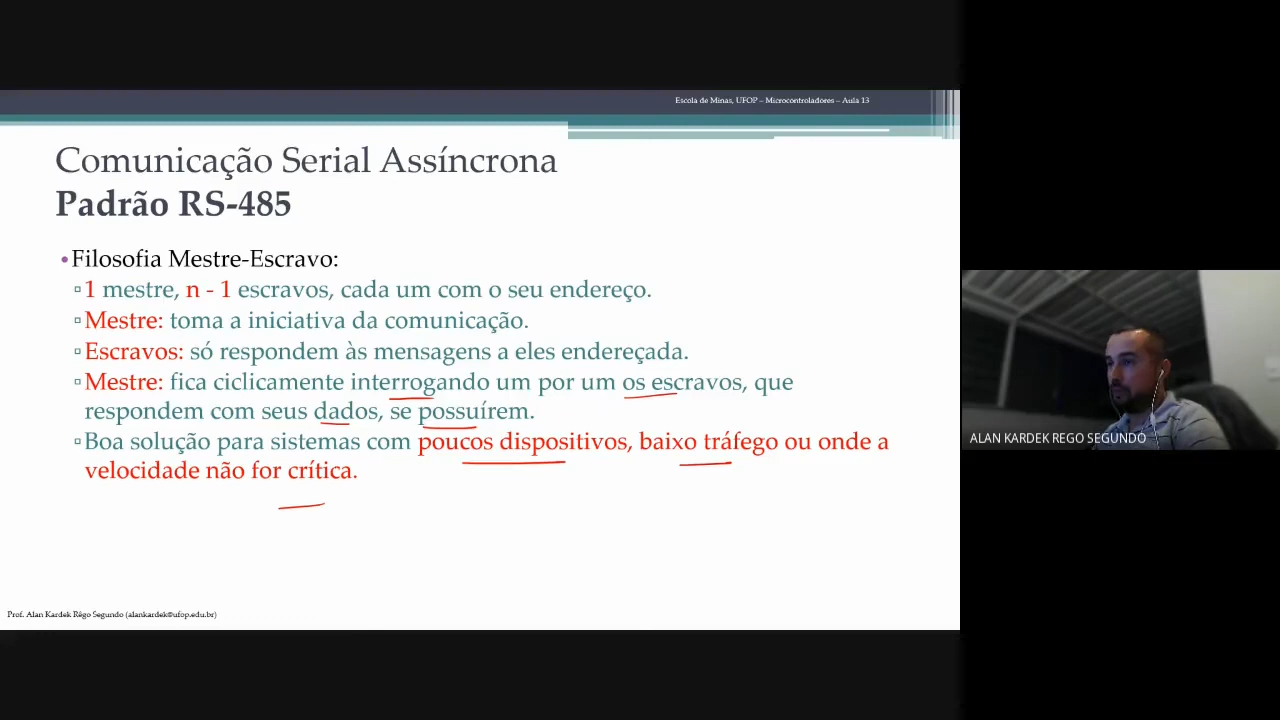 Escola de Minas, UFOP – Microcontroladores – Aula 13
Comunicação Serial Assíncrona
Padrão RS-485
•Filosofia Mestre-Escravo:
▫1 mestre, n - 1 escravos, cada um com o seu endereço.
▫Mestre: toma a iniciativa da comunicação.
▫Escravos: só respondem às mensagens a eles endereçada.
▫Mestre: fica ciclicamente interrogando um por um os escravos, que
respondem com seus dados, se possuírem.
▫Boa solução para sistemas com poucos dispositivos, baixo tráfego ou onde a
velocidade não for crítica.
ALAN KARDEK REGO SEGUNDO
Prof. Alan Kardek Rêgo Segundo (alankardek@ufop.edu.br)